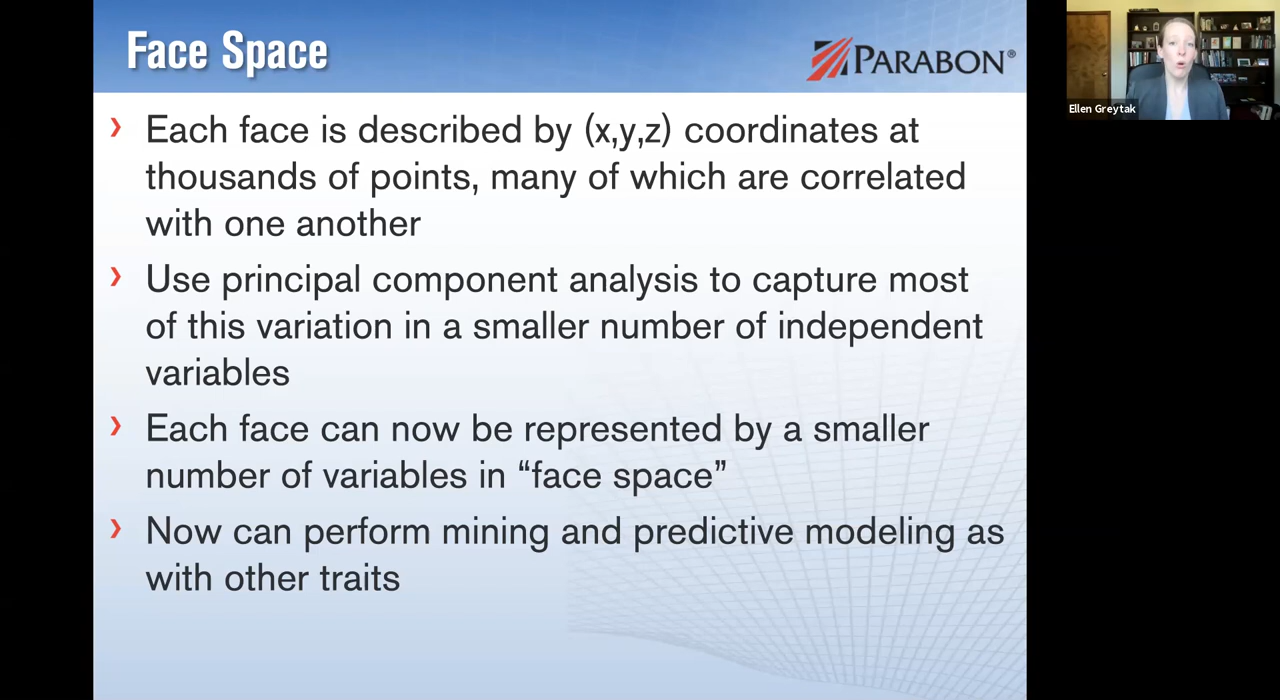 Face Space
PARABON®
Ellen Greytak
› Each face is described by (x,y,z) coordinates at
thousands of points, many of which are correlated
with one another
› Use principal component analysis to capture most
of this variation in a smaller number of independent
variables
› Each face can now be represented by a smaller
number of variables in “face space”
› Now can perform mining and predictive modeling as
with other traits